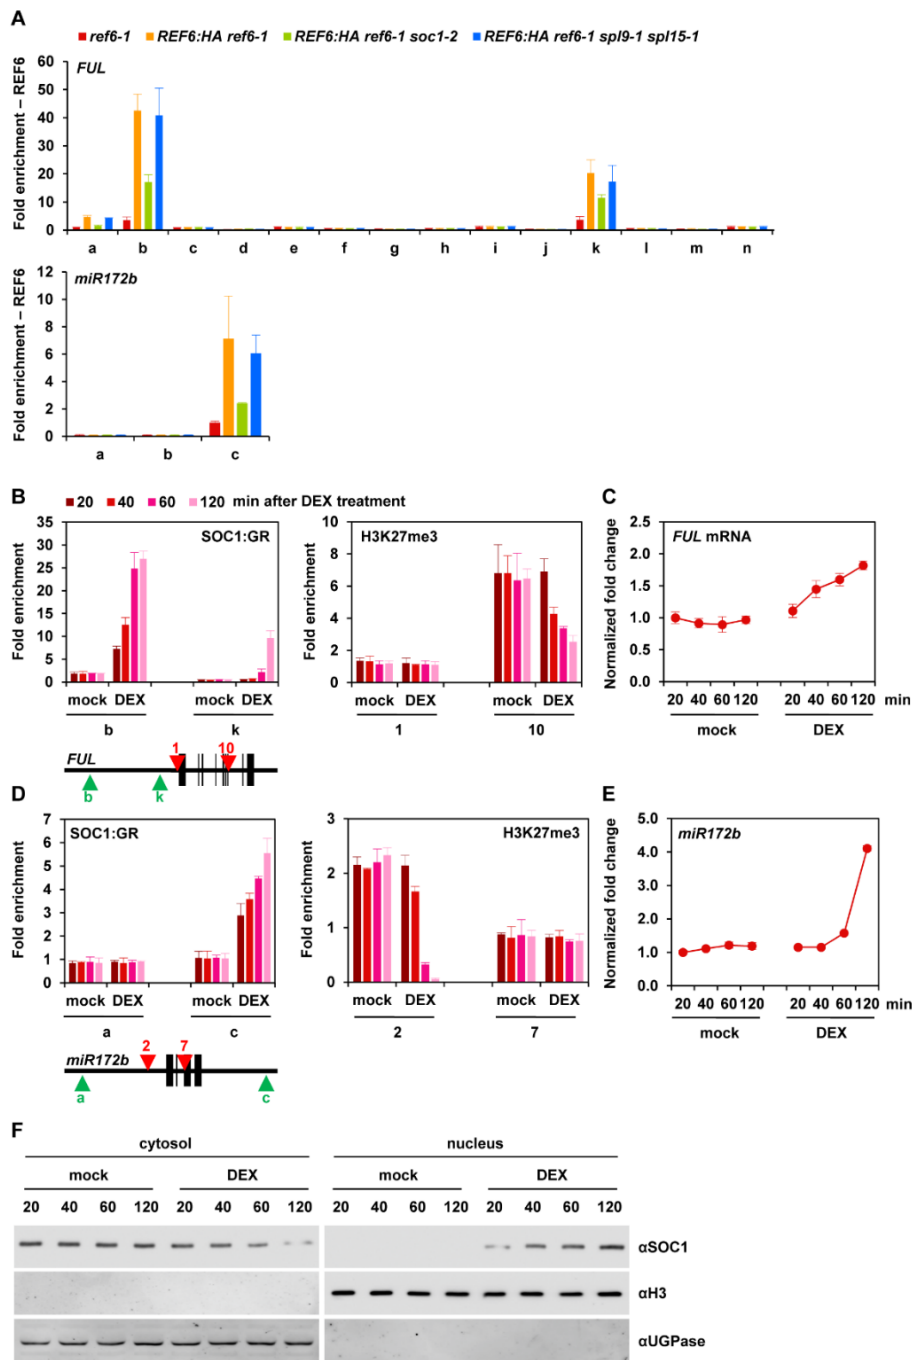 A
ref6-1 REF6:HA ref6-1 REF6:HA ref6-1 soc1-2 REF6:HA ref6-1 spl9-1 spl15-1
Fold enrichment – REF6
FUL
60
50
40
30
20
10
0
a b c d e f g h i j k l m n
Fold enrichment – REF6
miR172b
12
10
8
6
4
2
0
a b c
B
20 40 60 120 min after DEX treatment
Fold enrichment
SOC1:GR
35
30
25
20
15
10
5
0
mock DEX mock DEX
b k
Fold enrichment
H3K27me3
10
8
6
4
2
0
mock DEX mock DEX
1 10
FUL
1 10
b k
C
Normalized fold change
FUL mRNA
2.5
2.0
1.5
1.0
0.5
0
20 40 60 120 20 40 60 120 min
mock DEX
D
Fold enrichment
SOC1:GR
7
6
5
4
3
2
1
0
mock DEX mock DEX
a c
Fold enrichment
H3K27me3
3
2
1
0
mock DEX mock DEX
2 7
miR172b
2 7
a c
E
Normalized fold change
miR172b
5.0
4.0
3.0
2.0
1.0
0
20 40 60 120 20 40 60 120 min
mock DEX
F
cytosol nucleus
mock DEX mock DEX
20 40 60 120 20 40 60 120 20 40 60 120 20 40 60 120
αSOC1
αH3
αUGPase